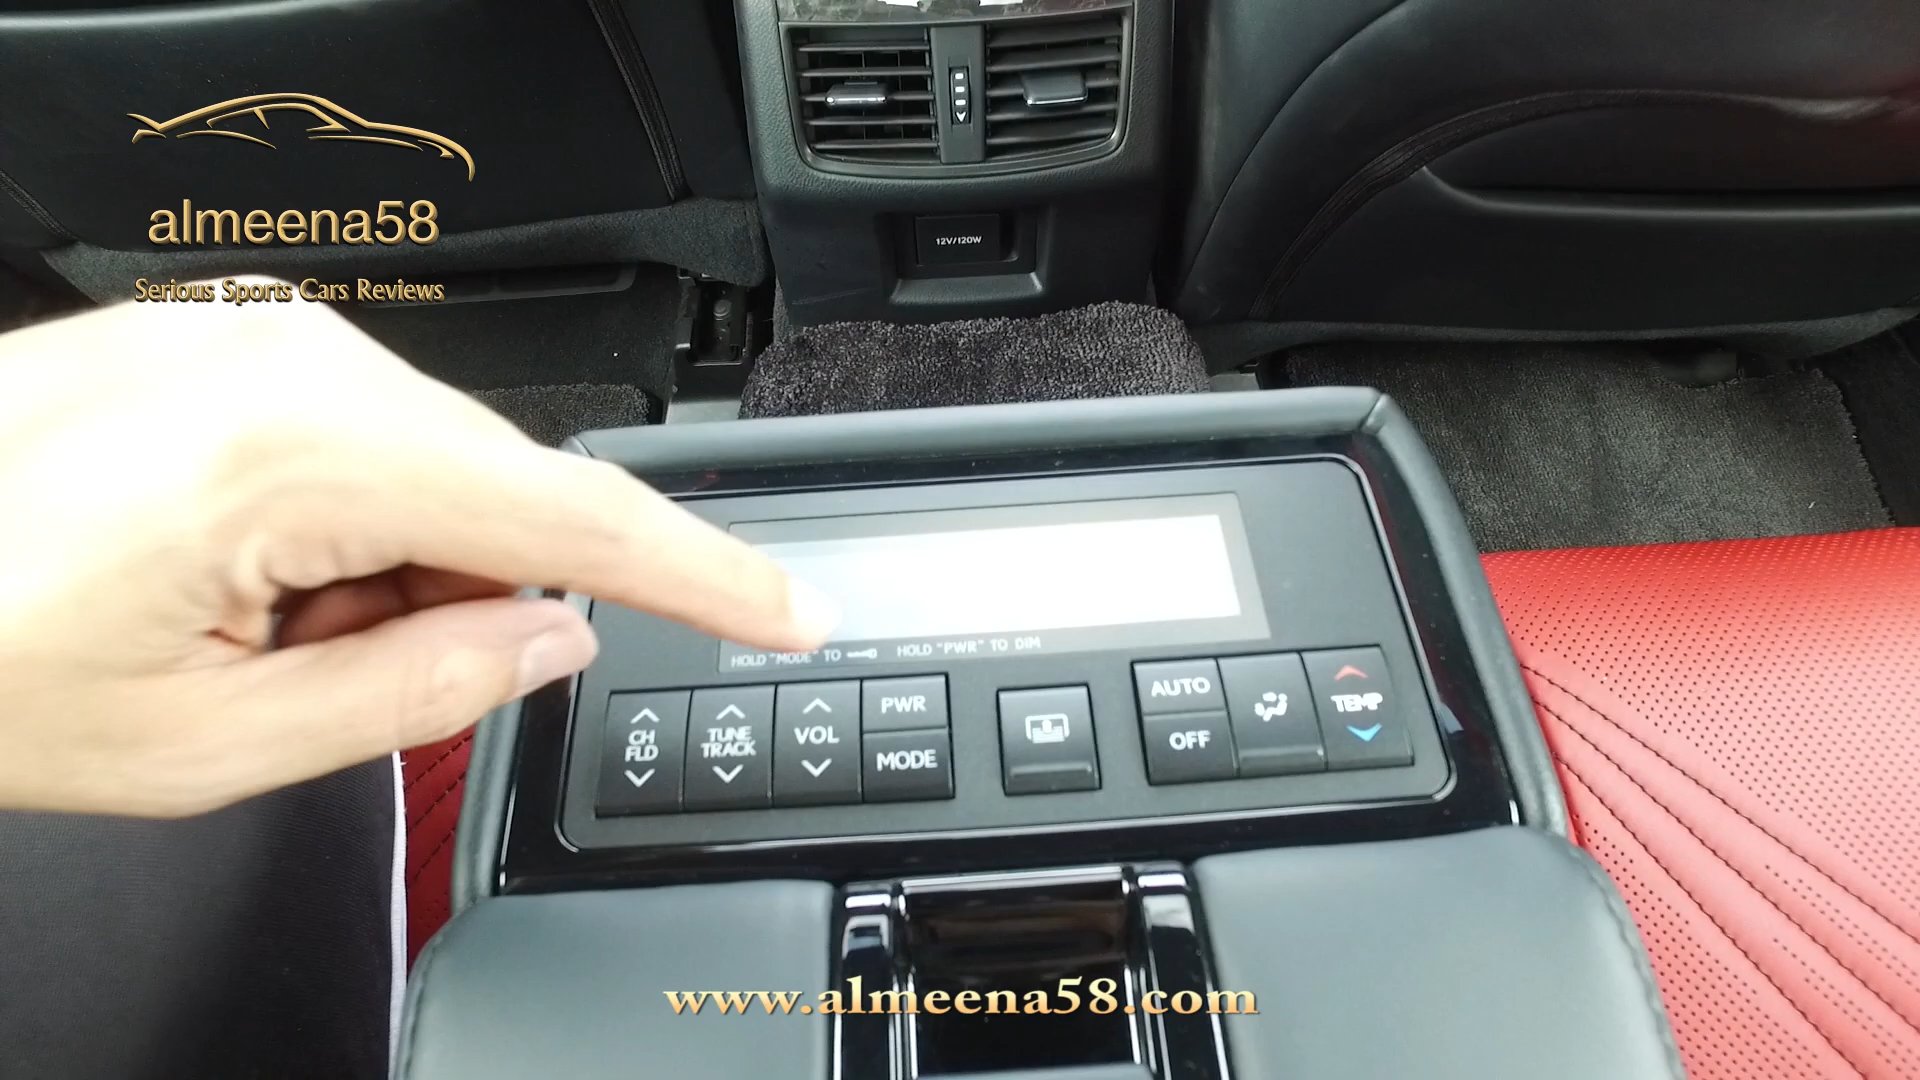 almeena58
Serious Sports Cars Reviews
12V/120W
HOLD "MODE" TO
HOLD "PWR" TO DIM
CH
FLD
TUNE
TRACK
VOL
PWR
MODE
AUTO
OFF
TEMP
www.almeena58.com